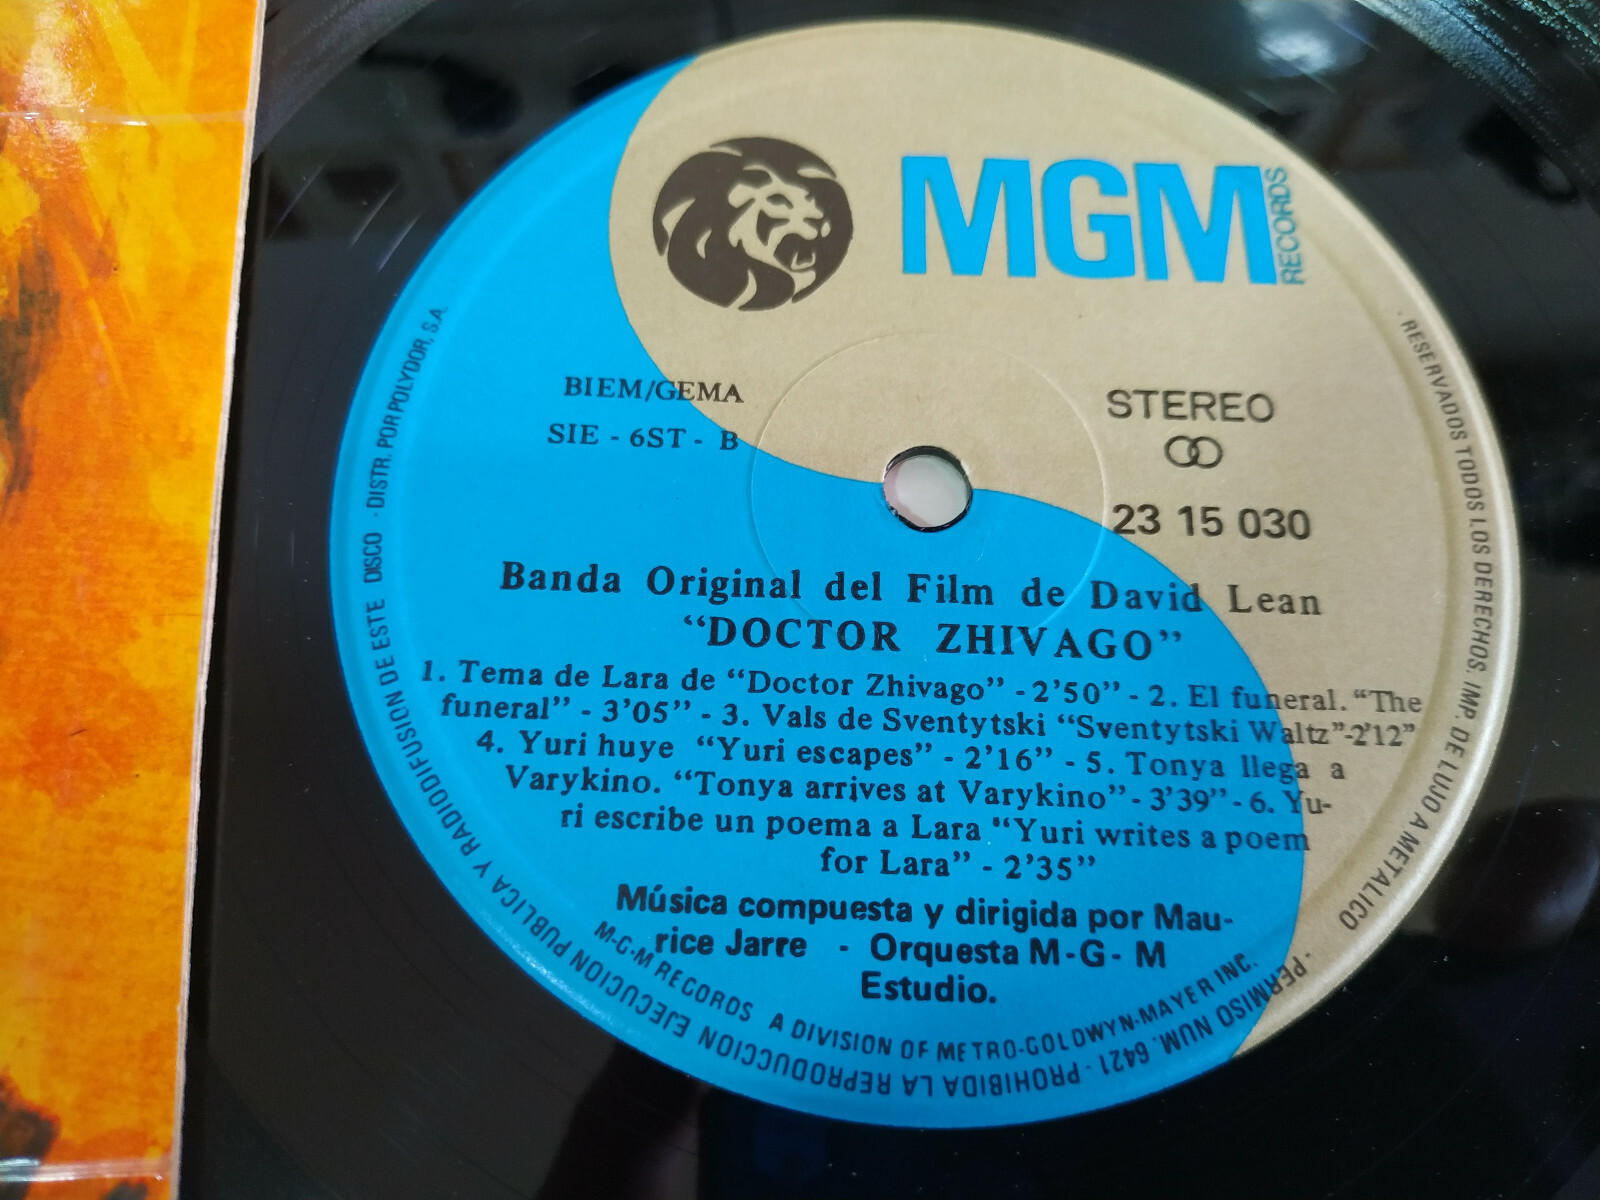 MGM
RECORDS
BIEM/GEMA
SIE - 6ST - B
STEREO
23 15 030
Banda Original del Film de David Lean
“DOCTOR ZHIVAGO”
1. Tema de Lara de “Doctor Zhivago” - 2’50” - 2. El funeral. “The
funeral” - 3’05” - 3. Vals de Sventytski “Sventytski Waltz”-2’12”
4. Yuri huye “Yuri escapes” - 2’16” - 5. Tonya llega a
Varykino. “Tonya arrives at Varykino” - 3’39” - 6. Yu-
ri escribe un poema a Lara “Yuri writes a poem
for Lara” - 2’35”
Música compuesta y dirigida por Mau-
rice Jarre - Orquesta M-G-M
Estudio.
M-G-M RECORDS A DIVISION OF METRO-GOLDWYN-MAYER INC.
· RESERVADOS TODOS LOS DERECHOS. IMP. DE LUJO A METALICO · PERMISO NUM. 6421 · PROHIBIDA LA REPRODUCCION EJECUCION PUBLICA Y RADIODIFUSION DE ESTE DISCO · DISTR. POR POLYDOR, S.A.